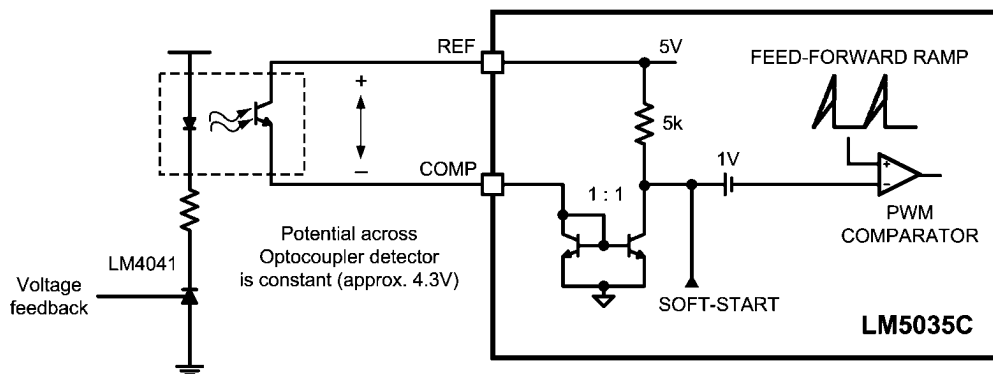 REF
5V
FEED-FORWARD RAMP
+
5k
–
1V
COMP
+
–
1 : 1
PWM
COMPARATOR
Potential across
Optocoupler detector
is constant (approx. 4.3V)
LM4041
Voltage
feedback
SOFT-START
LM5035C